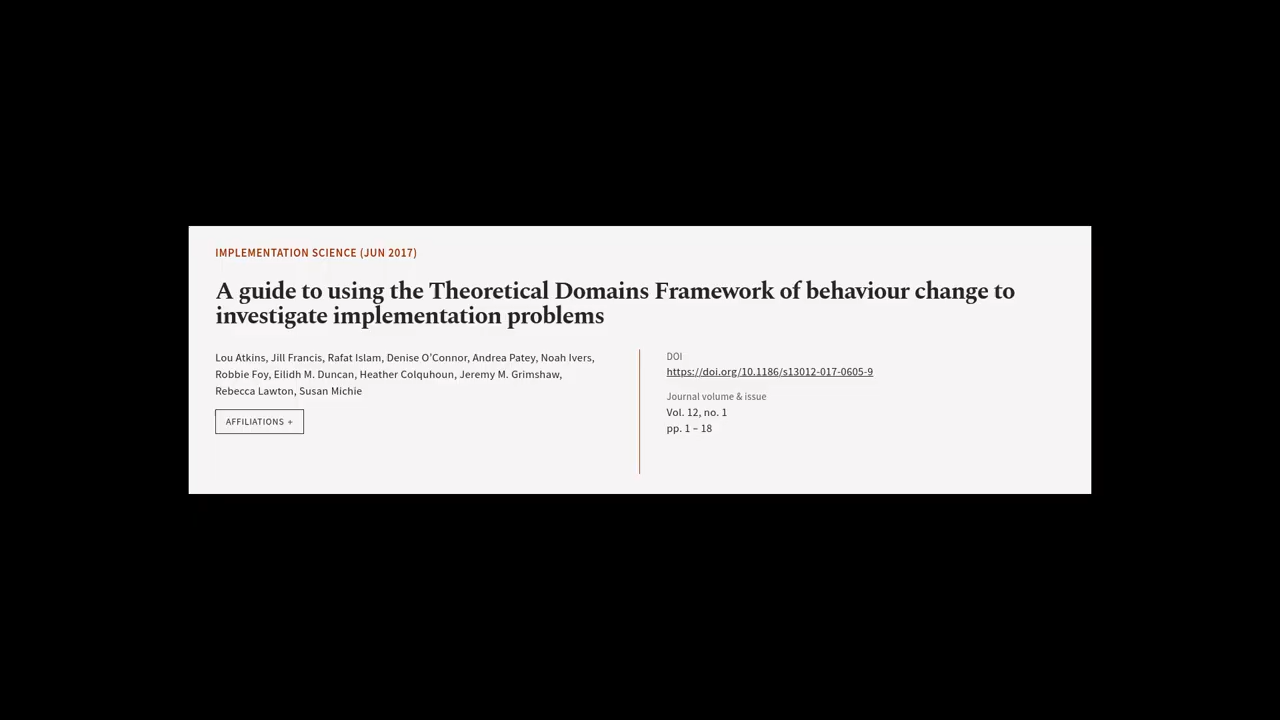 IMPLEMENTATION SCIENCE (JUN 2017)
A guide to using the Theoretical Domains Framework of behaviour change to
investigate implementation problems
Lou Atkins, Jill Francis, Rafat Islam, Denise O’Connor, Andrea Patey, Noah Ivers,
Robbie Foy, Eilidh M. Duncan, Heather Colquhoun, Jeremy M. Grimshaw,
Rebecca Lawton, Susan Michie
AFFILIATIONS +
DOI
https://doi.org/10.1186/s13012-017-0605-9
Journal volume & issue
Vol. 12, no. 1
pp. 1 – 18